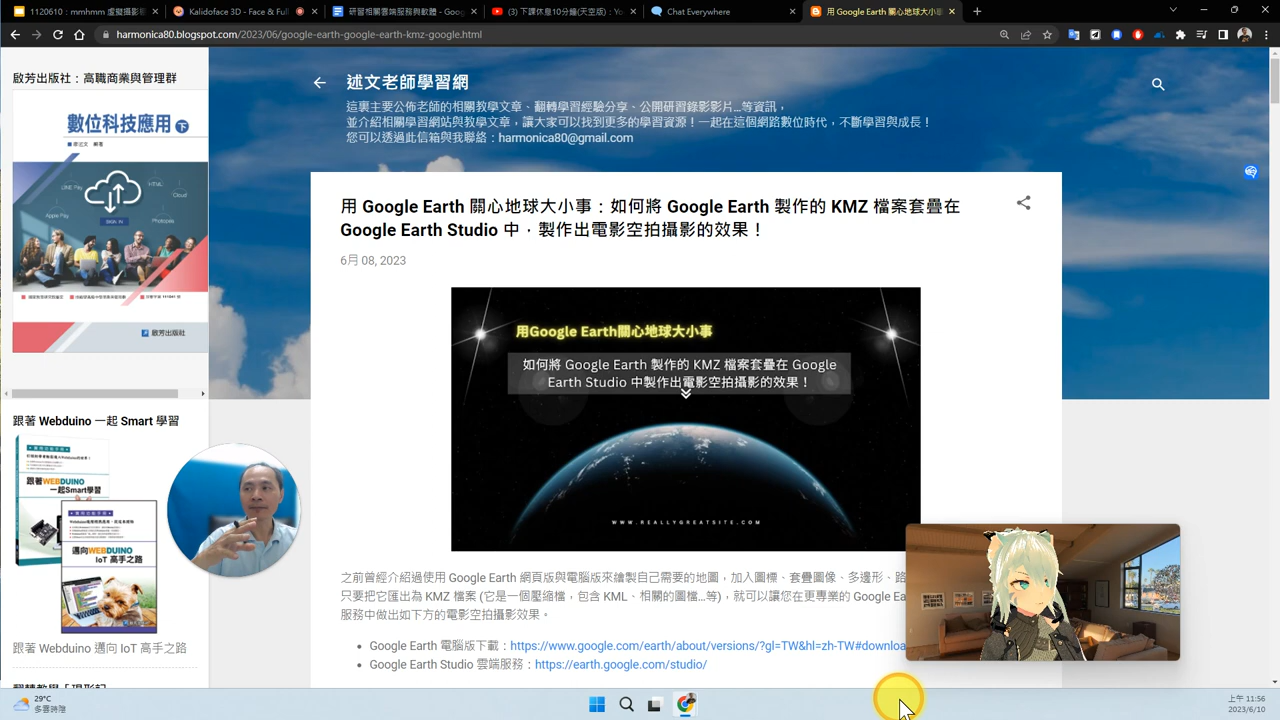 1120610 : munmun 虛擬攝影
Kalidoface 3D - Face & Full
研習相關雲端服務與軟體 - Goo
(3) 下課休息10分鐘(天空版) : Yo
Chat Everywhere
用 Google Earth 關心地球大小事
harmonica80.blogspot.com/2023/06/google-earth-google-earth-kmz-google.html
啟芳出版社：高職商業與管理群
數位科技應用 下
LINE Pay
HTML
Cloud
Apple Pay
SIGN IN
啟芳出版社
跟著 Webduino 一起 Smart 學習
跟著WEBDUINO
一起Smart學習
邁向WEBDUINO
IoT 高手之路
跟著 Webduino 邁向 IoT 高手之路
述文老師學習網
這裏主要公佈老師的相關教學文章、翻轉學習經驗分享、公開研習錄影影片...等資訊，
並介紹相關學習網站與教學文章，讓大家可以找到更多的學習資源！一起在這個網路數位時代，不斷學習與成長！
您可以透過此信箱與我聯絡：harmonica80@gmail.com
用 Google Earth 關心地球大小事：如何將 Google Earth 製作的 KMZ 檔案套疊在
Google Earth Studio 中，製作出電影空拍攝影的效果！
6月 08, 2023
用Google Earth關心地球大小事
如何將 Google Earth 製作的 KMZ 檔案套疊在 Google
Earth Studio 中製作出電影空拍攝影的效果！
WWW.REALLYGREATSITE.COM
之前曾經介紹過使用 Google Earth 網頁版與電腦版來繪製自己需要的地圖，加入圖標、套疊圖像、多邊形、路
只要把它匯出為 KMZ 檔案 (它是一個壓縮檔，包含 KML、相關的圖檔...等)，就可以讓您在更專業的 Google Ea
服務中做出如下方的電影空拍攝影效果。
Google Earth 電腦版下載：https://www.google.com/earth/about/versions/?gl=TW&hl=zh-TW#downloa
Google Earth Studio 雲端服務：https://earth.google.com/studio/
29°C
多雲時陰
上午 11:56
2023/6/10